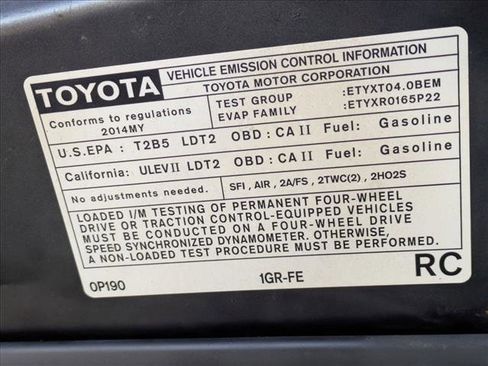 TOYOTA
VEHICLE EMISSION CONTROL INFORMATION
TOYOTA MOTOR CORPORATION
Conforms to regulations
2014MY
TEST GROUP :ETYXT04.0BEM
EVAP FAMILY :ETYXR0165P22
U.S.EPA : T2B5 LDT2 OBD : CA II Fuel: Gasoline
California: ULEV II LDT2 OBD : CA II Fuel: Gasoline
No adjustments needed. SFI , AIR , 2A/FS , 2TWC(2) , 2HO2S
LOADED I/M TESTING OF PERMANENT FOUR-WHEEL
DRIVE OR TRACTION CONTROL-EQUIPPED VEHICLES
MUST BE CONDUCTED ON A FOUR-WHEEL DRIVE
SPEED SYNCHRONIZED DYNAMOMETER. OTHERWISE,
A NON-LOADED TEST PROCEDURE MUST BE PERFORMED.
0P190 1GR-FE RC